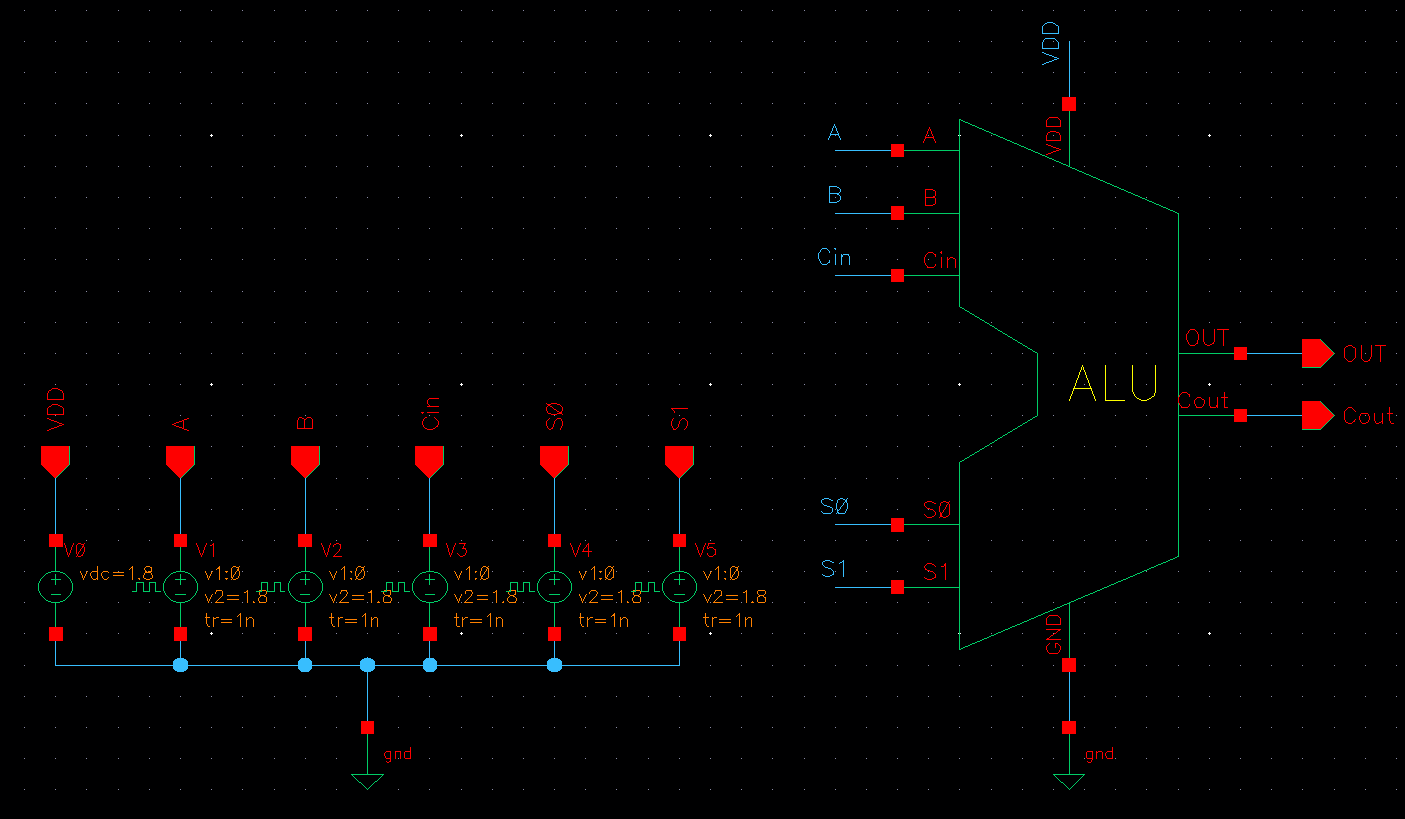 VDD
VDD
A
A
B
B
Cin
Cin
ALU
OUT
OUT
Cout
Cout
S0
S0
S1
S1
GND
gnd
VDD
A
B
Cin
S0
S1
V0
V1
V2
V3
V4
V5
vdc=1.8
v1:0
v1:0
v1:0
v1:0
v1:0
v2=1.8
v2=1.8
v2=1.8
v2=1.8
v2=1.8
tr=1n
tr=1n
tr=1n
tr=1n
tr=1n
gnd